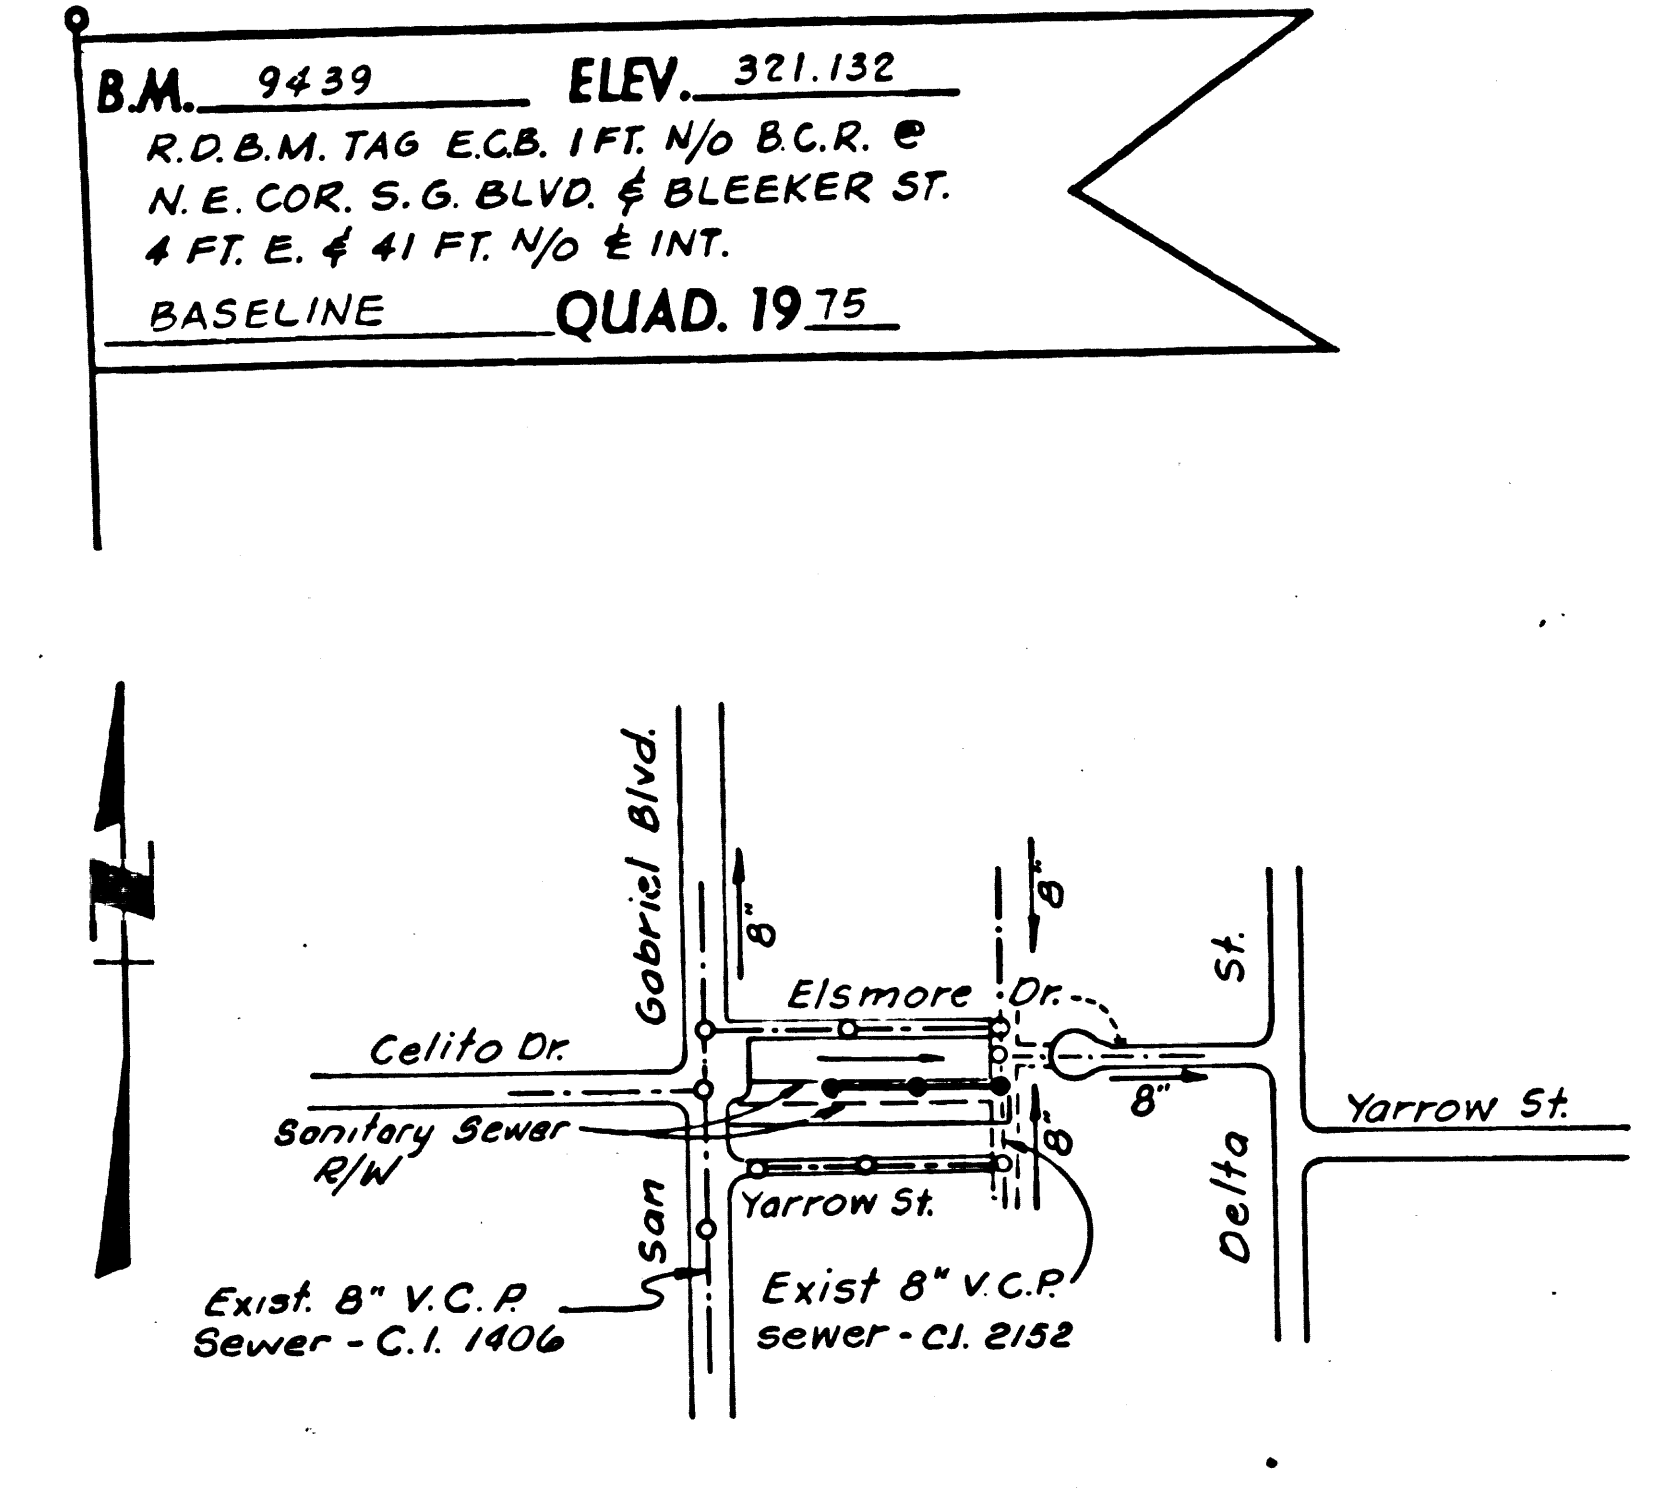 B.M. 9439 ELEV. 321.132
R.D.B.M. TAG E.C.B. 1 FT. N/O B.C.R. @
N.E. COR. S.G. BLVD. & BLEEKER ST.
4 FT. E. & 41 FT. N/O ℄ INT.
BASELINE QUAD. 1975
N
San Gabriel Blvd.
8"
8"
Elsmore Dr.
Celito Dr.
Sanitary Sewer
R/W
8"
8"
Delta St.
Yarrow St.
Yarrow St.
Exist. 8" V.C.P.
Sewer - C.I. 1406
Exist 8" V.C.P.
sewer - C.I. 2152